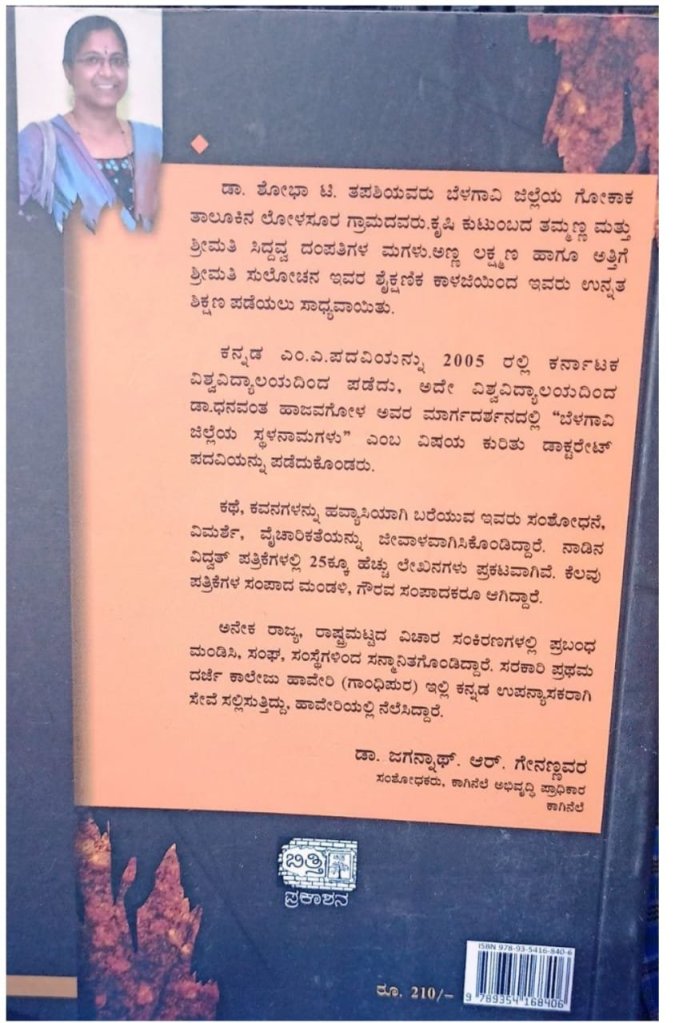 ಡಾ. ಶೋಭಾ ಟಿ. ತಪಶಿಯವರು ಬೆಳಗಾವಿ ಜಿಲ್ಲೆಯ ಗೋಕಾಕ
ತಾಲೂಕಿನ ಲೋಳಸೂರ ಗ್ರಾಮದವರು.ಕೃಷಿ ಕುಟುಂಬದ ತಮ್ಮಣ್ಣ ಮತ್ತು
ಶ್ರೀಮತಿ ಸಿದ್ದವ್ವ ದಂಪತಿಗಳ ಮಗಳು.ಅಣ್ಣ ಲಕ್ಷ್ಮಣ ಹಾಗೂ ಅತ್ತಿಗೆ
ಶ್ರೀಮತಿ ಸುಲೋಚನ ಇವರ ಶೈಕ್ಷಣಿಕ ಕಾಳಜಿಯಿಂದ ಇವರು ಉನ್ನತ
ಶಿಕ್ಷಣ ಪಡೆಯಲು ಸಾಧ್ಯವಾಯಿತು.
ಕನ್ನಡ ಎಂ.ಎ.ಪದವಿಯನ್ನು 2005 ರಲ್ಲಿ ಕರ್ನಾಟಕ
ವಿಶ್ವವಿದ್ಯಾಲಯದಿಂದ ಪಡೆದು, ಅದೇ ವಿಶ್ವವಿದ್ಯಾಲಯದಿಂದ
ಡಾ.ಧನವಂತ ಹಾಜವಗೋಳ ಅವರ ಮಾರ್ಗದರ್ಶನದಲ್ಲಿ "ಬೆಳಗಾವಿ
ಜಿಲ್ಲೆಯ ಸ್ಥಳನಾಮಗಳು" ಎಂಬ ವಿಷಯ ಕುರಿತು ಡಾಕ್ಟರೇಟ್
ಪದವಿಯನ್ನು ಪಡೆದುಕೊಂಡರು.
ಕಥೆ, ಕವನಗಳನ್ನು ಹವ್ಯಾಸಿಯಾಗಿ ಬರೆಯುವ ಇವರು ಸಂಶೋಧನೆ,
ವಿಮರ್ಶೆ, ವೈಚಾರಿಕತೆಯನ್ನು ಜೀವಾಳವಾಗಿಸಿಕೊಂಡಿದ್ದಾರೆ. ನಾಡಿನ
ವಿದ್ವತ್ ಪತ್ರಿಕೆಗಳಲ್ಲಿ 25ಕ್ಕೂ ಹೆಚ್ಚು ಲೇಖನಗಳು ಪ್ರಕಟವಾಗಿವೆ. ಕೆಲವು
ಪತ್ರಿಕೆಗಳ ಸಂಪಾದ ಮಂಡಳಿ, ಗೌರವ ಸಂಪಾದಕರೂ ಆಗಿದ್ದಾರೆ.
ಅನೇಕ ರಾಜ್ಯ, ರಾಷ್ಟ್ರಮಟ್ಟದ ವಿಚಾರ ಸಂಕಿರಣಗಳಲ್ಲಿ ಪ್ರಬಂಧ
ಮಂಡಿಸಿ, ಸಂಘ, ಸಂಸ್ಥೆಗಳಿಂದ ಸನ್ಮಾನಿತಗೊಂಡಿದ್ದಾರೆ. ಸರಕಾರಿ ಪ್ರಥಮ
ದರ್ಜೆ ಕಾಲೇಜು ಹಾವೇರಿ (ಗಾಂಧಿಪುರ) ಇಲ್ಲಿ ಕನ್ನಡ ಉಪನ್ಯಾಸಕರಾಗಿ
ಸೇವೆ ಸಲ್ಲಿಸುತ್ತಿದ್ದು, ಹಾವೇರಿಯಲ್ಲಿ ನೆಲೆಸಿದ್ದಾರೆ.
ಡಾ. ಜಗನ್ನಾಥ್. ಆರ್. ಗೇನಣ್ಣವರ
ಸಂಶೋಧಕರು, ಕಾಗಿನೆಲೆ ಅಭಿವೃದ್ಧಿ ಪ್ರಾಧಿಕಾರ
ಕಾಗಿನೆಲೆ
ಬಿತ್ತಿ
ಪ್ರಕಾಶನ
ISBN 978-93-5416-840-6
9 789354 168406
ರೂ. 210/-